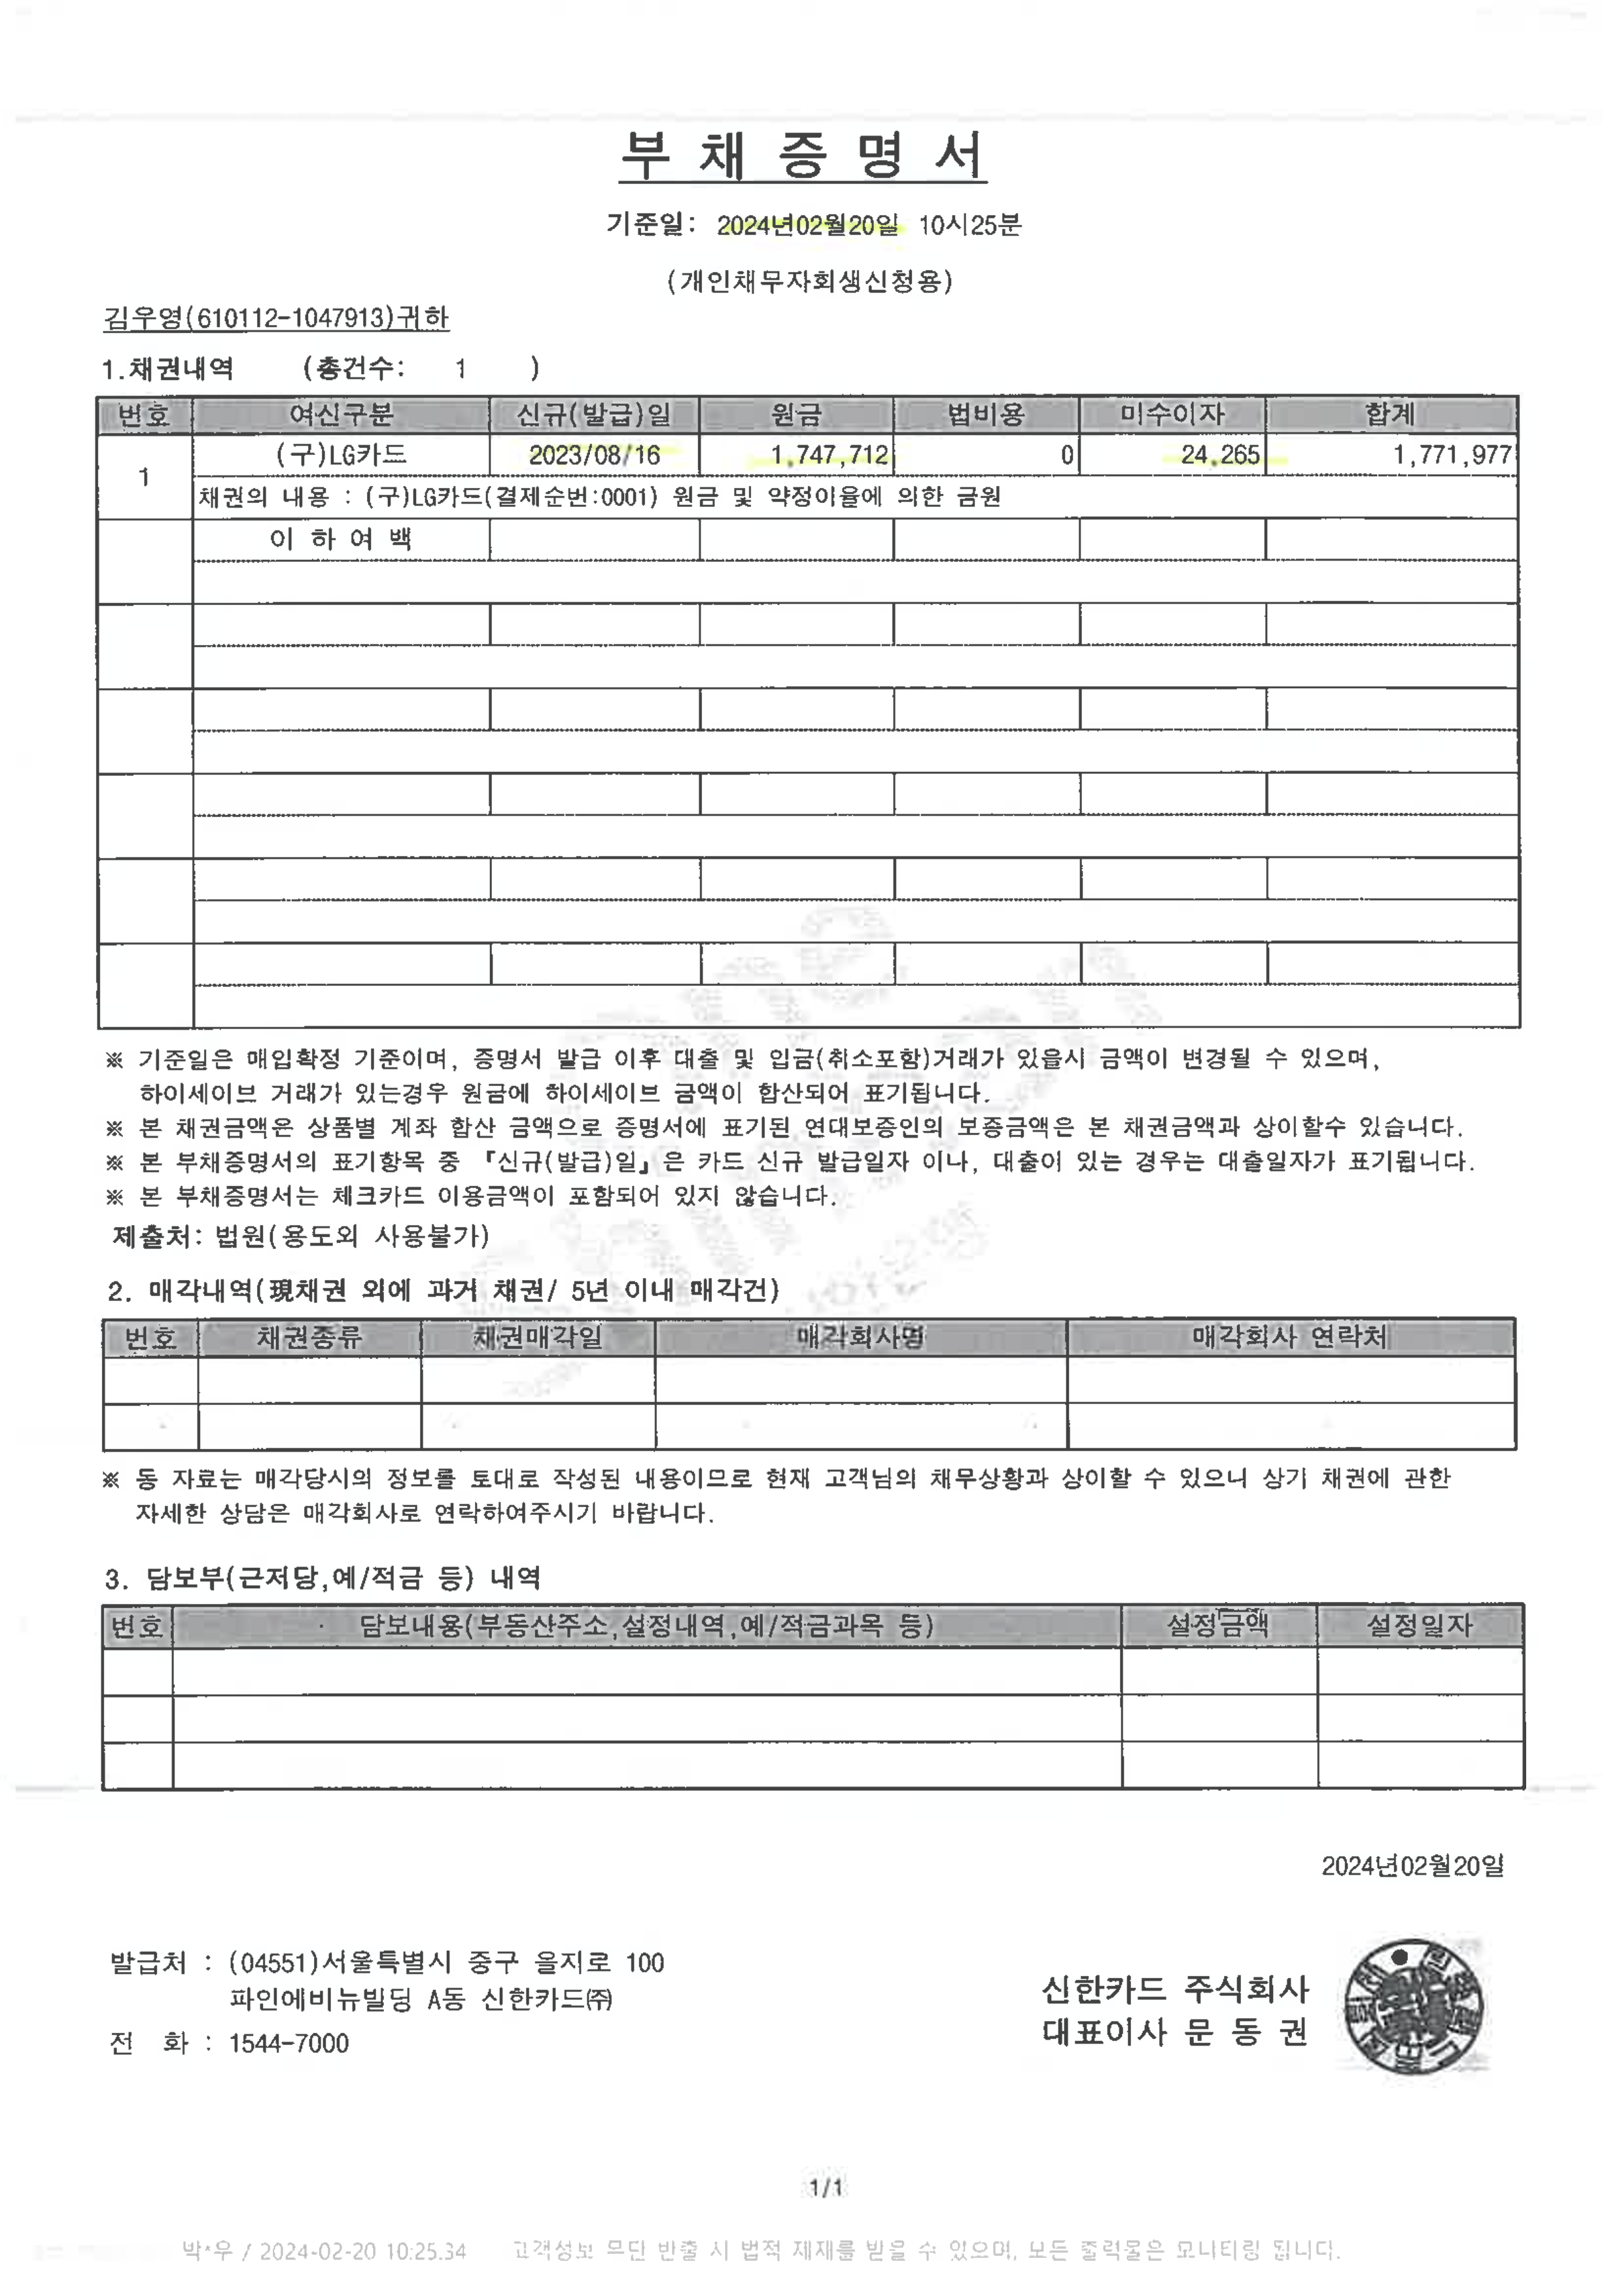 부 채 증 명 서
기준일: 2024년02월20일 10시25분
(개인채무자회생신청용)
김우영(610112-1047913)귀하
1.채권내역 (총건수: 1 )
번호 여신구분 신규(발급)일 원금 법비용 미수이자 합계
1 (구)LG카드 2023/08/16 1,747,712 0 24,265 1,771,977
채권의 내용 : (구)LG카드(결제순번:0001) 원금 및 약정이율에 의한 금원
이 하 여 백
※ 기준일은 매입확정 기준이며, 증명서 발급 이후 대출 및 입금(취소포함)거래가 있을시 금액이 변경될 수 있으며,
하이세이브 거래가 있는경우 원금에 하이세이브 금액이 합산되어 표기됩니다.
※ 본 채권금액은 상품별 계좌 합산 금액으로 증명서에 표기된 연대보증인의 보증금액은 본 채권금액과 상이할수 있습니다.
※ 본 부채증명서의 표기항목 중 『신규(발급)일』은 카드 신규 발급일자 이나, 대출이 있는 경우는 대출일자가 표기됩니다.
※ 본 부채증명서는 체크카드 이용금액이 포함되어 있지 않습니다.
제출처: 법원(용도외 사용불가)
2. 매각내역(現채권 외에 과거 채권/ 5년 이내 매각건)
번호 채권종류 채권매각일 매각회사명 매각회사 연락처
※ 동 자료는 매각당시의 정보를 토대로 작성된 내용이므로 현재 고객님의 채무상황과 상이할 수 있으니 상기 채권에 관한
자세한 상담은 매각회사로 연락하여주시기 바랍니다.
3. 담보부(근저당,예/적금 등) 내역
번호 담보내용(부동산주소,설정내역,예/적금과목 등) 설정금액 설정일자
2024년02월20일
발급처 : (04551)서울특별시 중구 을지로 100
파인에비뉴빌딩 A동 신한카드㈜
전 화 : 1544-7000
신한카드 주식회사
대표이사 문 동 권
1/1
박*우 / 2024-02-20 10:25.34 고객정보 무단 반출 시 법적 제재를 받을 수 있으며, 모든 출력물은 모니터링 됩니다.